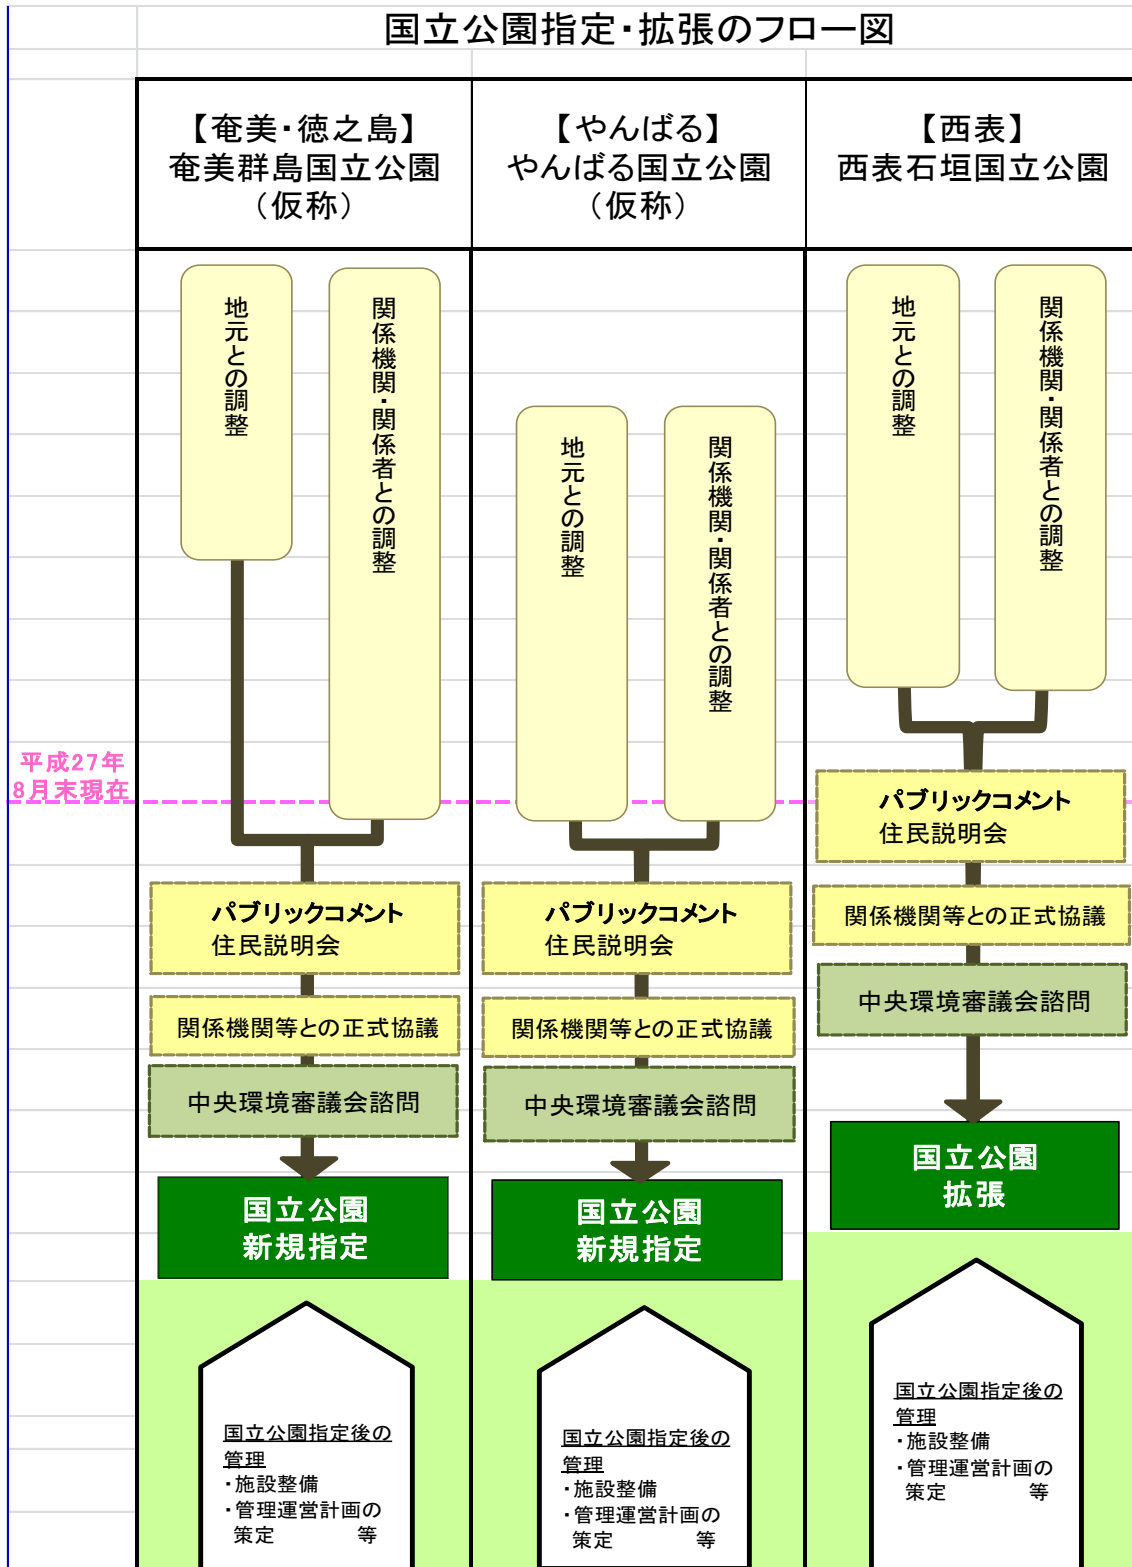 国立公園指定・拡張のフロー図
【奄美・徳之島】
奄美群島国立公園
（仮称）
【やんばる】
やんばる国立公園
（仮称）
【西表】
西表石垣国立公園
地元との調整
関係機関・関係者との調整
地元との調整
関係機関・関係者との調整
地元との調整
関係機関・関係者との調整
平成27年
8月末現在
パブリックコメント
住民説明会
関係機関等との正式協議
中央環境審議会諮問
国立公園
新規指定
国立公園指定後の
管理
・施設整備
・管理運営計画の
策定　　　　等
パブリックコメント
住民説明会
関係機関等との正式協議
中央環境審議会諮問
国立公園
新規指定
国立公園指定後の
管理
・施設整備
・管理運営計画の
策定　　　　等
パブリックコメント
住民説明会
関係機関等との正式協議
中央環境審議会諮問
国立公園
拡張
国立公園指定後の
管理
・施設整備
・管理運営計画の
策定　　　　等